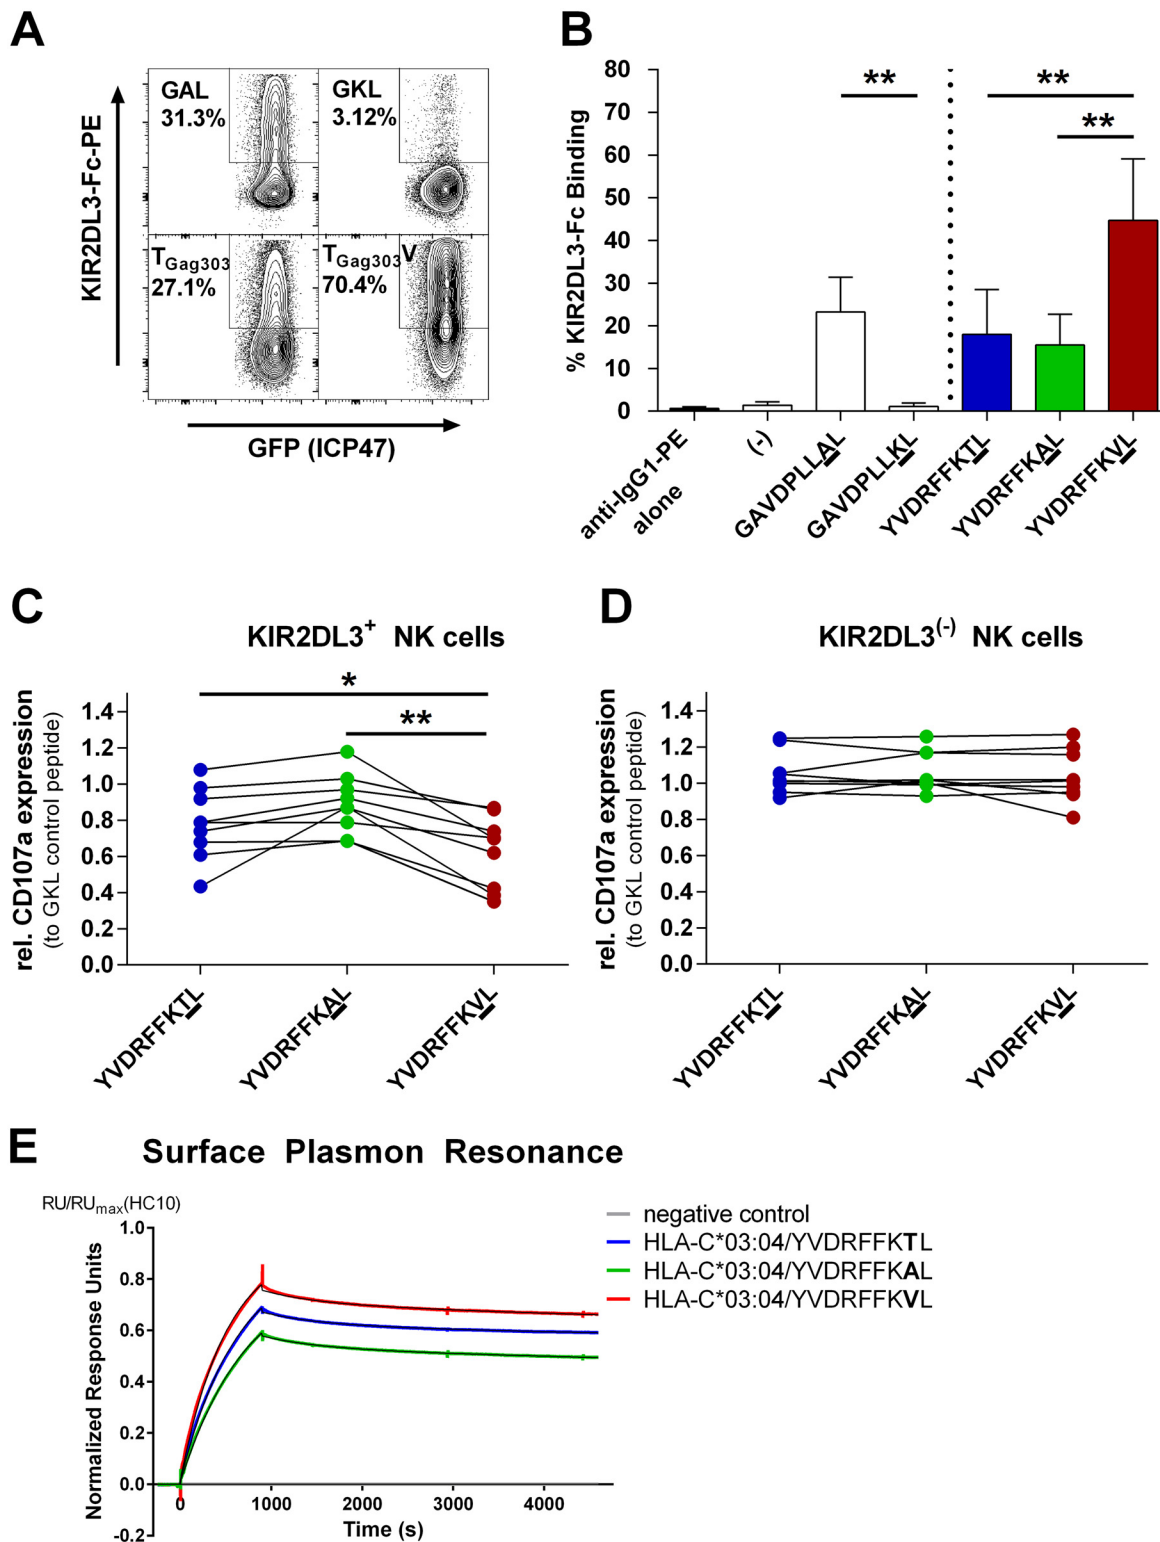 A
KIR2DL3-Fc-PE
GAL
31.3%
GKL
3.12%
TGag303
27.1%
TGag303V
70.4%
GFP (ICP47)
B
% KIR2DL3-Fc Binding
80
70
60
50
40
30
20
10
0
**
**
**
anti-IgG1-PE
alone
(-)
GAVDPLLAL
GAVDPLLKL
YVDRFFKTL
YVDRFFKAL
YVDRFFKVL
C
KIR2DL3+ NK cells
rel. CD107a expression
(to GKL control peptide)
1.4
1.2
1.0
0.8
0.6
0.4
0.2
0.0
*
**
YVDRFFKTL
YVDRFFKAL
YVDRFFKVL
D
KIR2DL3(-) NK cells
rel. CD107a expression
(to GKL control peptide)
1.4
1.2
1.0
0.8
0.6
0.4
0.2
0.0
YVDRFFKTL
YVDRFFKAL
YVDRFFKVL
E
Surface Plasmon Resonance
RU/RUmax(HC10)
Normalized Response Units
1.0
0.8
0.6
0.4
0.2
0.0
-0.2
0
1000
2000
3000
4000
Time (s)
negative control
HLA-C*03:04/YVDRFFKTL
HLA-C*03:04/YVDRFFKAL
HLA-C*03:04/YVDRFFKVL